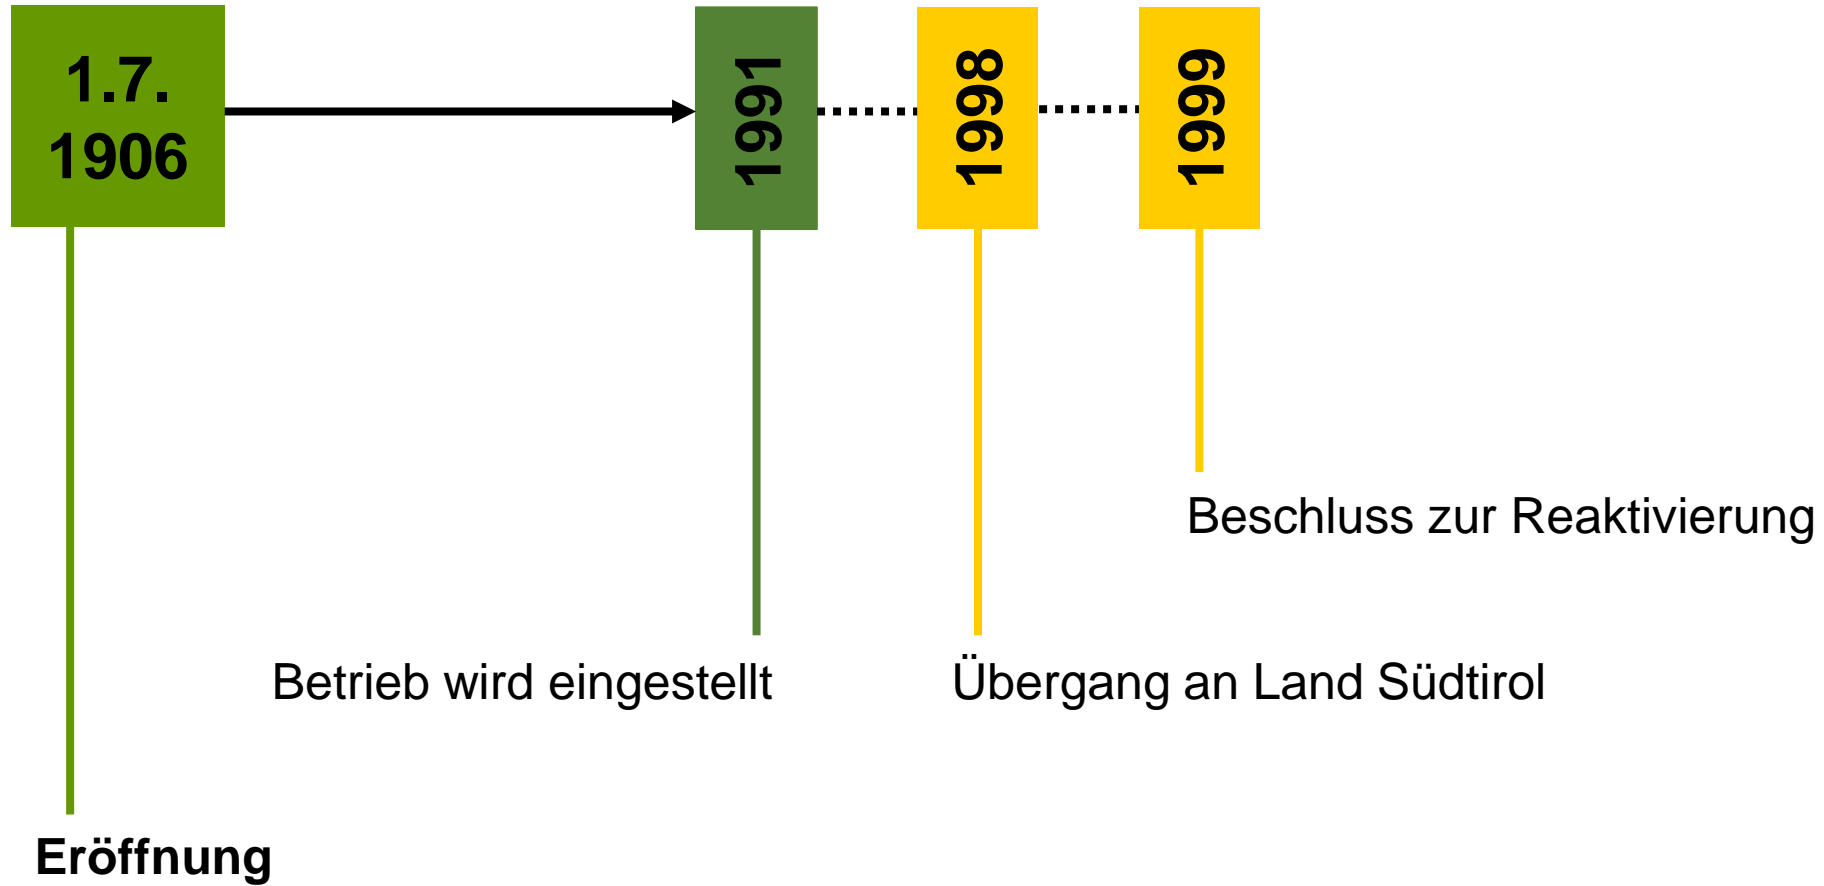 1.7.
1906
1991
1998
1999
Beschluss zur Reaktivierung
Betrieb wird eingestellt
Übergang an Land Südtirol
Eröffnung